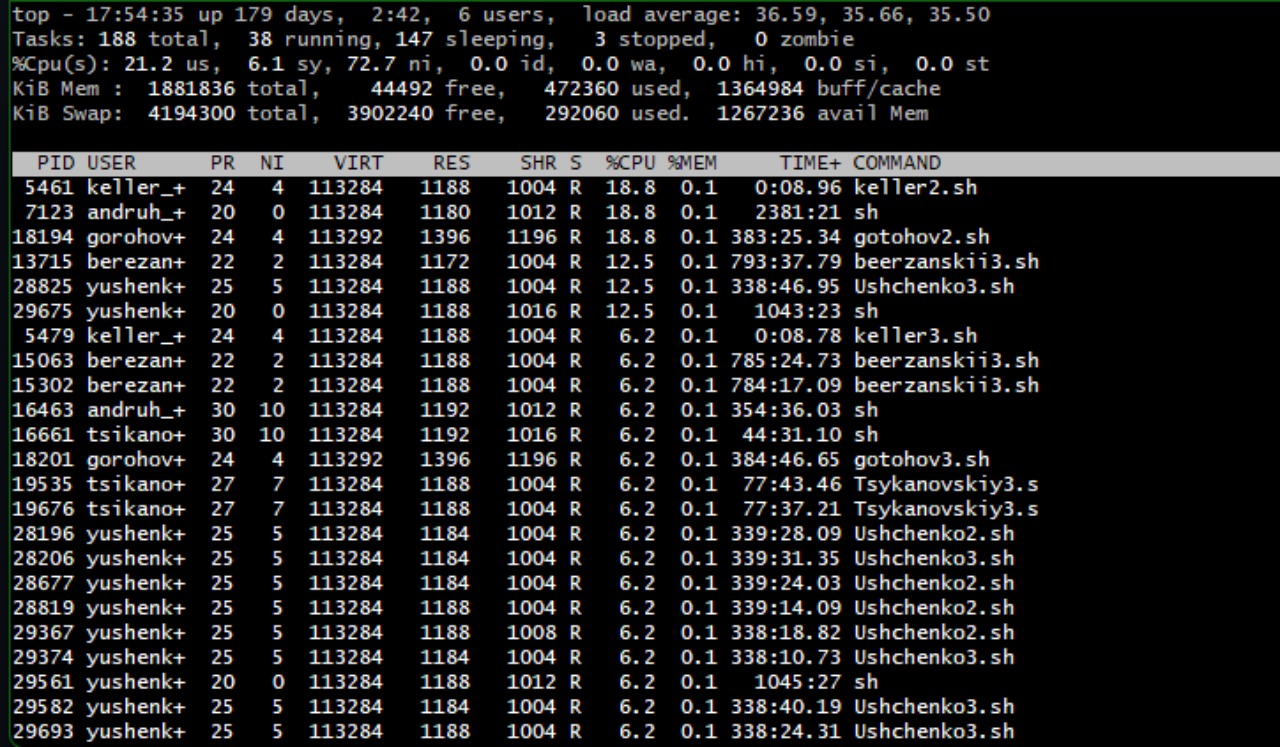 top - 17:54:35 up 179 days,  2:42,  6 users,  load average: 36.59, 35.66, 35.50
Tasks: 188 total,  38 running, 147 sleeping,   3 stopped,   0 zombie
%Cpu(s): 21.2 us,  6.1 sy, 72.7 ni,  0.0 id,  0.0 wa,  0.0 hi,  0.0 si,  0.0 st
KiB Mem :  1881836 total,    44492 free,   472360 used,  1364984 buff/cache
KiB Swap:  4194300 total,  3902240 free,   292060 used.  1267236 avail Mem
  PID USER      PR  NI    VIRT    RES    SHR S  %CPU %MEM     TIME+ COMMAND
 5461 keller_+  24   4  113284   1188   1004 R  18.8  0.1   0:08.96 keller2.sh
 7123 andruh_+  20   0  113284   1180   1012 R  18.8  0.1   2381:21 sh
18194 gorohov+  24   4  113292   1396   1196 R  18.8  0.1 383:25.34 gotohov2.sh
13715 berezan+  22   2  113284   1172   1004 R  12.5  0.1 793:37.79 beerzanskii3.sh
28825 yushenk+  25   5  113284   1188   1004 R  12.5  0.1 338:46.95 Ushchenko3.sh
29675 yushenk+  20   0  113284   1188   1016 R  12.5  0.1   1043:23 sh
 5479 keller_+  24   4  113284   1188   1004 R   6.2  0.1   0:08.78 keller3.sh
15063 berezan+  22   2  113284   1188   1004 R   6.2  0.1 785:24.73 beerzanskii3.sh
15302 berezan+  22   2  113284   1188   1004 R   6.2  0.1 784:17.09 beerzanskii3.sh
16463 andruh_+  30  10  113284   1192   1012 R   6.2  0.1 354:36.03 sh
16661 tsikano+  30  10  113284   1192   1016 R   6.2  0.1  44:31.10 sh
18201 gorohov+  24   4  113292   1396   1196 R   6.2  0.1 384:46.65 gotohov3.sh
19535 tsikano+  27   7  113284   1188   1004 R   6.2  0.1  77:43.46 Tsykanovskiy3.s
19676 tsikano+  27   7  113284   1188   1004 R   6.2  0.1  77:37.21 Tsykanovskiy3.s
28196 yushenk+  25   5  113284   1184   1004 R   6.2  0.1 339:28.09 Ushchenko2.sh
28206 yushenk+  25   5  113284   1184   1004 R   6.2  0.1 339:31.35 Ushchenko3.sh
28677 yushenk+  25   5  113284   1184   1004 R   6.2  0.1 339:24.03 Ushchenko2.sh
28819 yushenk+  25   5  113284   1188   1004 R   6.2  0.1 339:14.09 Ushchenko2.sh
29367 yushenk+  25   5  113284   1188   1008 R   6.2  0.1 338:18.82 Ushchenko2.sh
29374 yushenk+  25   5  113284   1184   1004 R   6.2  0.1 338:10.73 Ushchenko3.sh
29561 yushenk+  20   0  113284   1188   1012 R   6.2  0.1   1045:27 sh
29582 yushenk+  25   5  113284   1184   1004 R   6.2  0.1 338:40.19 Ushchenko3.sh
29693 yushenk+  25   5  113284   1188   1004 R   6.2  0.1 338:24.31 Ushchenko3.sh